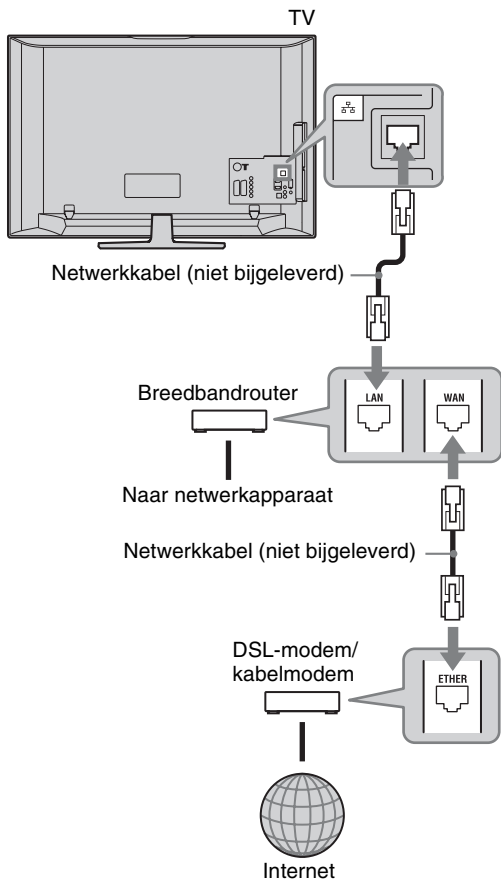 TV
Netwerkkabel (niet bijgeleverd)
Breedbandrouter
LAN
WAN
Naar netwerkapparaat
Netwerkkabel (niet bijgeleverd)
DSL-modem/
kabelmodem
ETHER
Internet